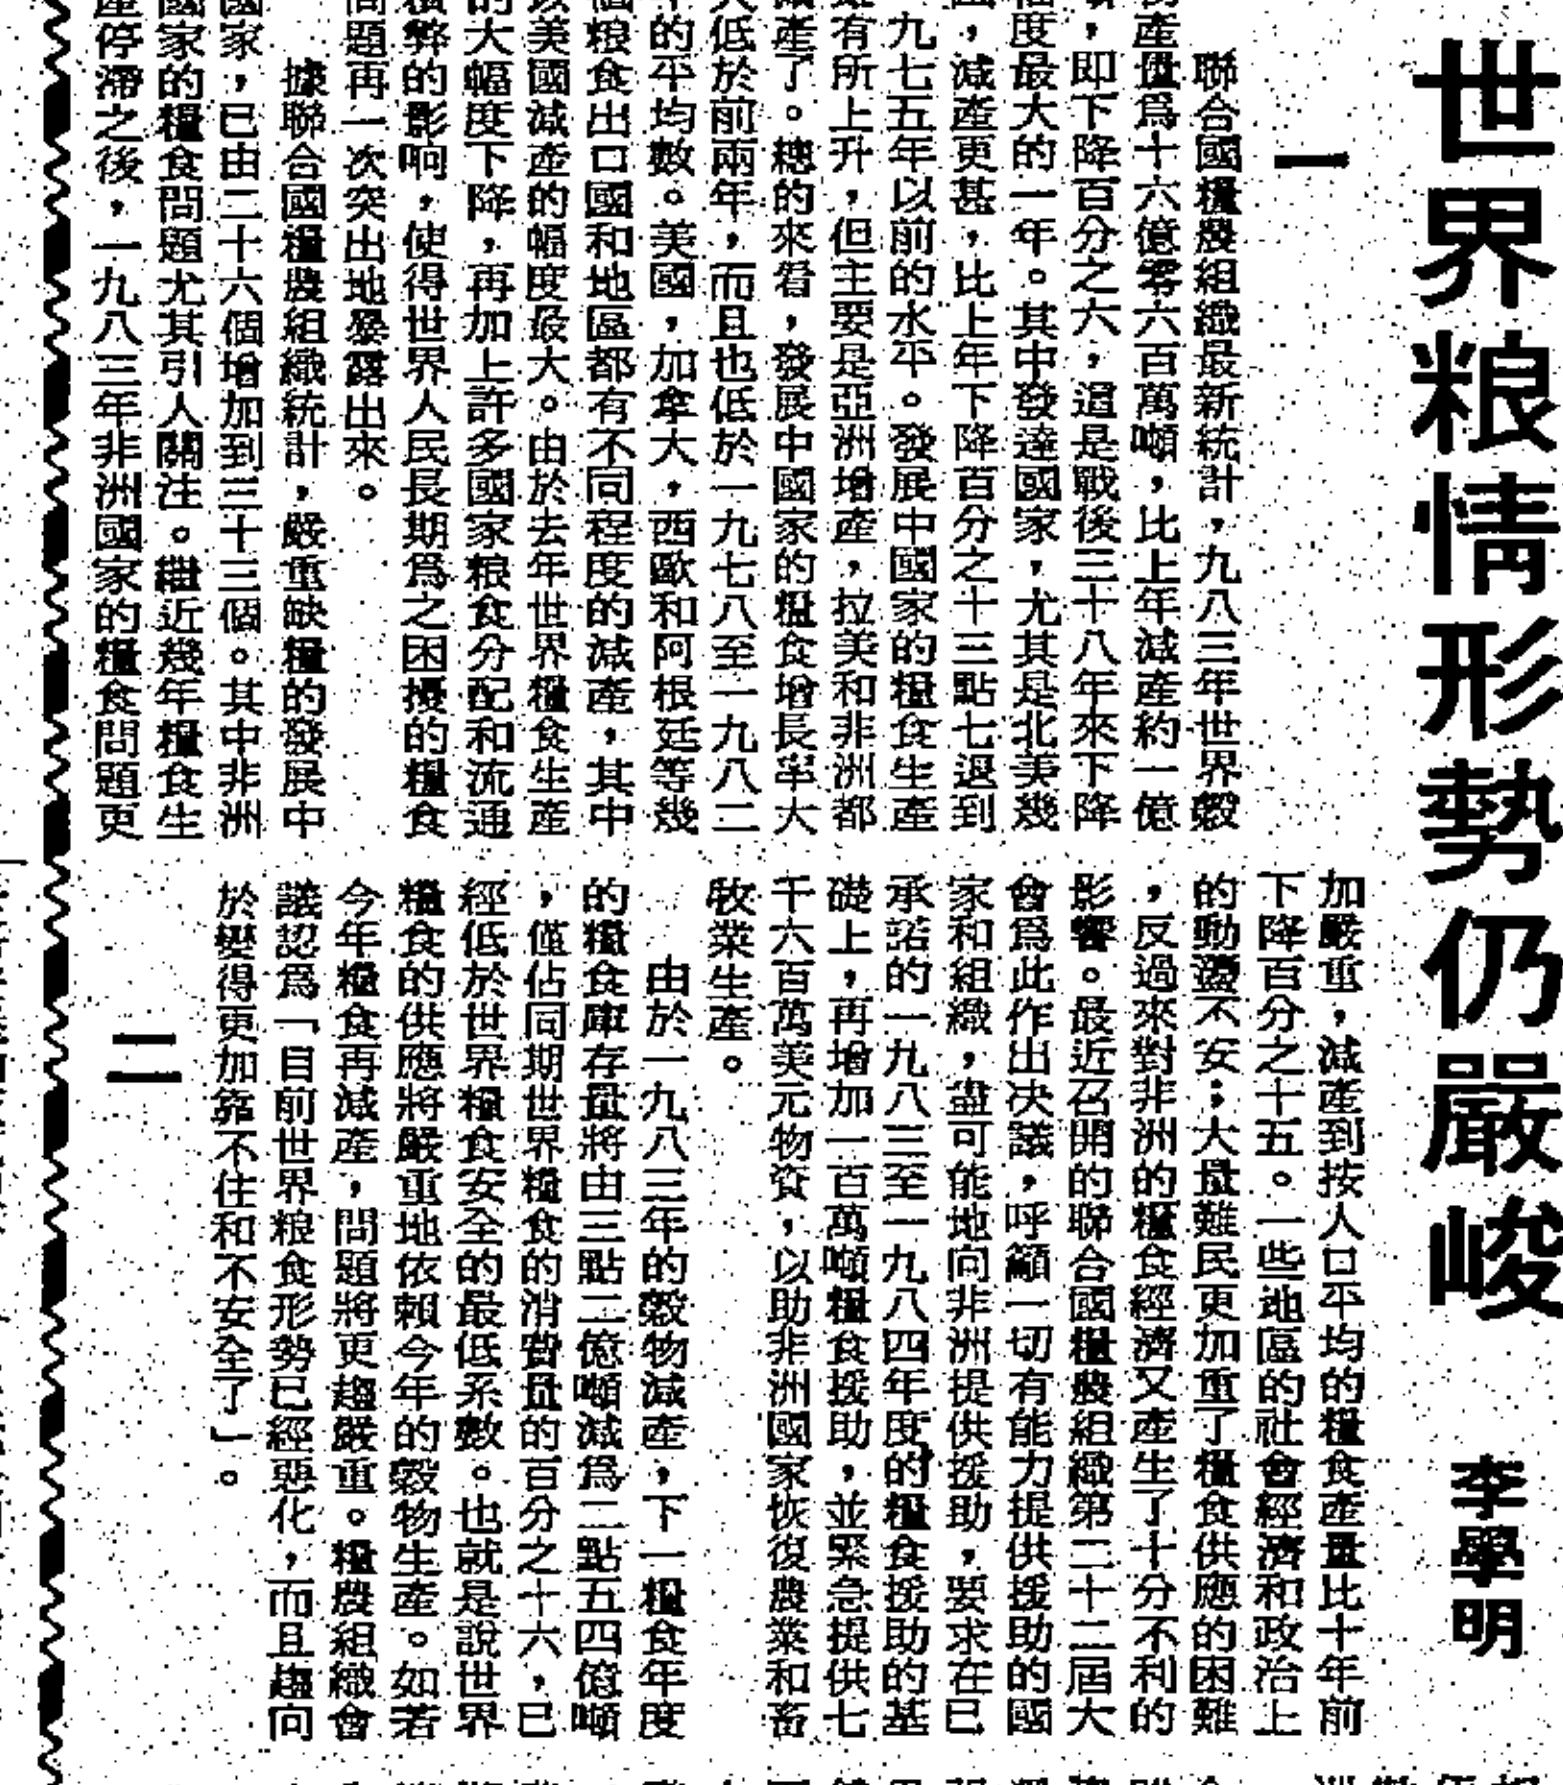 世界粮情形勢仍嚴峻
李學明
一
聯合國糧農組織最新統計，九八三年世界穀
物產量爲十六億零六百萬噸，比上年減產約一億
，即下降百分之六，這是戰後三十八年來下降
幅度最大的一年。其中發達國家，尤其是北美幾
，減產更甚，比上年下降百分之十三點七退到
九七五年以前的水平。發展中國家的糧食生產
有所上升，但主要是亞洲增產，拉美和非洲都
減產了。總的來看，發展中國家的糧食增長率大
大低於前兩年，而且也低於一九七八至一九八二
年的平均數。美國，加拿大，西歐和阿根廷等幾
個粮食出口國和地區都有不同程度的減產，其中
以美國減產的幅度最大。由於去年世界糧食生產
的大幅度下降，再加上許多國家粮食分配和流通
積弊的影响，使得世界人民長期爲之困擾的糧食
問題再一次突出地暴露出來。
據聯合國糧農組織統計，嚴重缺糧的發展中
國家，已由二十六個增加到三十三個。其中非洲
國家的糧食問題尤其引人關注。繼近幾年糧食生
產停滯之後，一九八三年非洲國家的糧食問題更
加嚴重，減產到按人口平均的糧食產量比十年前
下降百分之十五。一些地區的社會經濟和政治上
的動盪不安；大量難民更加重了糧食供應的困難
，反過來對非洲的糧食經濟又產生了十分不利的
影響。最近召開的聯合國糧農組織第二十二屆大
會爲此作出决議，呼籲一切有能力提供援助的國
家和組織，盡可能地向非洲提供援助，要求在已
承諾的一九八三至一九八四年度的糧食援助的基
礎上，再增加一百萬噸糧食援助，並緊急提供七
千六百萬美元物資，以助非洲國家恢復農業和畜
牧業生產。
由於一九八三年的穀物減產，下一糧食年度
的糧食庫存量將由三點二億噸減爲二點五四億噸
，僅佔同期世界糧食的消費量的百分之十六，已
經低於世界糧食安全的最低系數。也就是說世界
糧食的供應將嚴重地依賴今年的穀物生產。如若
今年糧食再減產，問題將更趨嚴重。糧農組織會
議認爲「目前世界粮食形勢已經惡化，而且趨向
於變得更加靠不住和不安全了」。
二